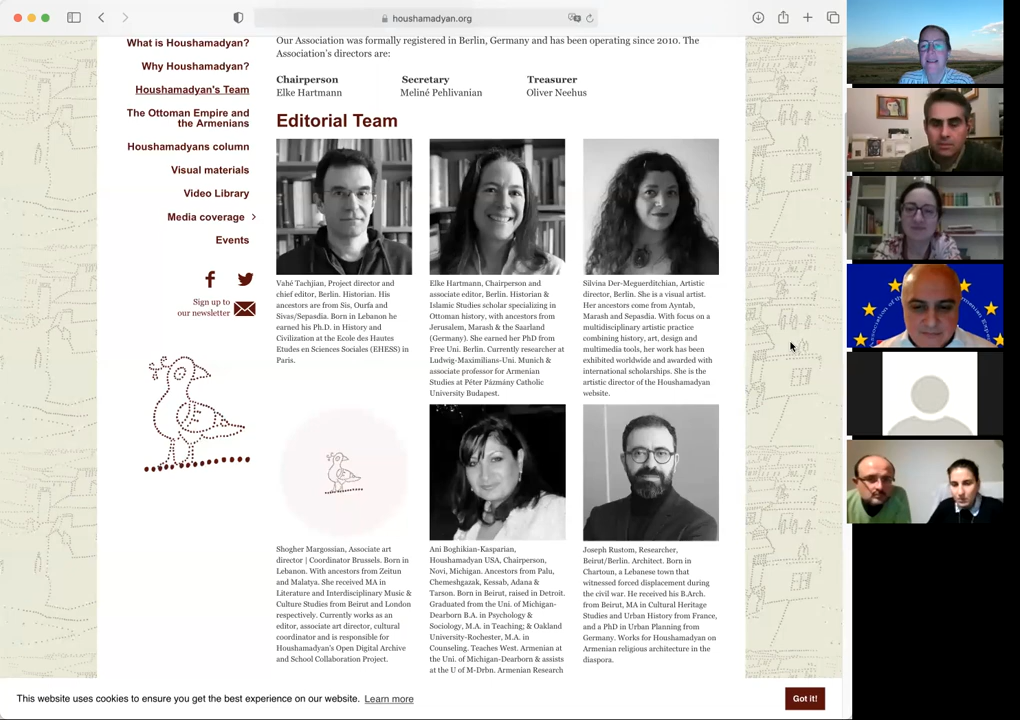 houshamadyan.org
What is Houshamadyan?
Why Houshamadyan?
Houshamadyan's Team
The Ottoman Empire and
the Armenians
Houshamadyans column
Visual materials
Video Library
Media coverage
Events
Sign up to
our newsletter
Our Association was formally registered in Berlin, Germany and has been operating since 2010. The
Association's directors are:
Chairperson Secretary Treasurer
Elke Hartmann Meliné Pehlivanian Oliver Neehus
Editorial Team
Vahé Tachjian, Project director and
chief editor, Berlin. Historian. His
ancestors are from Sis, Ourfa and
Sivas/Sepasdia. Born in Lebanon he
earned his Ph.D. in History and
Civilization at the Ecole des Hautes
Etudes en Sciences Sociales (EHESS) in
Paris.
Elke Hartmann, Chairperson and
associate editor, Berlin. Historian &
Islamic Studies scholar specializing in
Ottoman history, with ancestors from
Jerusalem, Marash & the Saarland
(Germany). She earned her PhD from
Free Uni. Berlin. Currently researcher at
Ludwig-Maximilians-Uni. Munich &
associate professor for Armenian
Studies at Péter Pázmány Catholic
University Budapest.
Silvina Der-Meguerditchian, Artistic
director, Berlin. She is a visual artist.
Her ancestors come from Ayntab,
Marash and Sepasdia. With focus on a
multidisciplinary artistic practice
combining history, art, design and
multimedia tools, her work has been
exhibited worldwide and awarded with
international scholarships. She is the
artistic director of the Houshamadyan
website.
Shogher Margossian, Associate art
director | Coordinator Brussels. Born in
Lebanon. With ancestors from Zeitun
and Malatya. She received MA in
Literature and Interdisciplinary Music &
Culture Studies from Beirut and London
respectively. Currently works as an
editor, associate art director, cultural
coordinator and is responsible for
Houshamadyan's Open Digital Archive
and School Collaboration Project.
Ani Boghikian-Kasparian,
Houshamadyan USA, Chairperson,
Novi, Michigan. Ancestors from Palu,
Chemeshgazak, Kessab, Adana &
Tarson. Born in Beirut, raised in Detroit.
Graduated from the Uni. of Michigan-
Dearborn B.A. in Psychology &
Sociology, M.A. in Teaching; & Oakland
University-Rochester, M.A. in
Counseling. Teaches West. Armenian at
the Uni. of Michigan-Dearborn & assists
at the U of M-Drbn. Armenian Research
Joseph Rustom, Researcher,
Beirut/Berlin. Architect. Born in
Chartoun, a Lebanese town that
witnessed forced displacement during
the civil war. He received his B.Arch.
from Beirut, MA in Cultural Heritage
Studies and Urban History from France,
and a PhD in Urban Planning from
Germany. Works for Houshamadyan on
Armenian religious architecture in the
diaspora.
This website uses cookies to ensure you get the best experience on our website. Learn more
Got it!